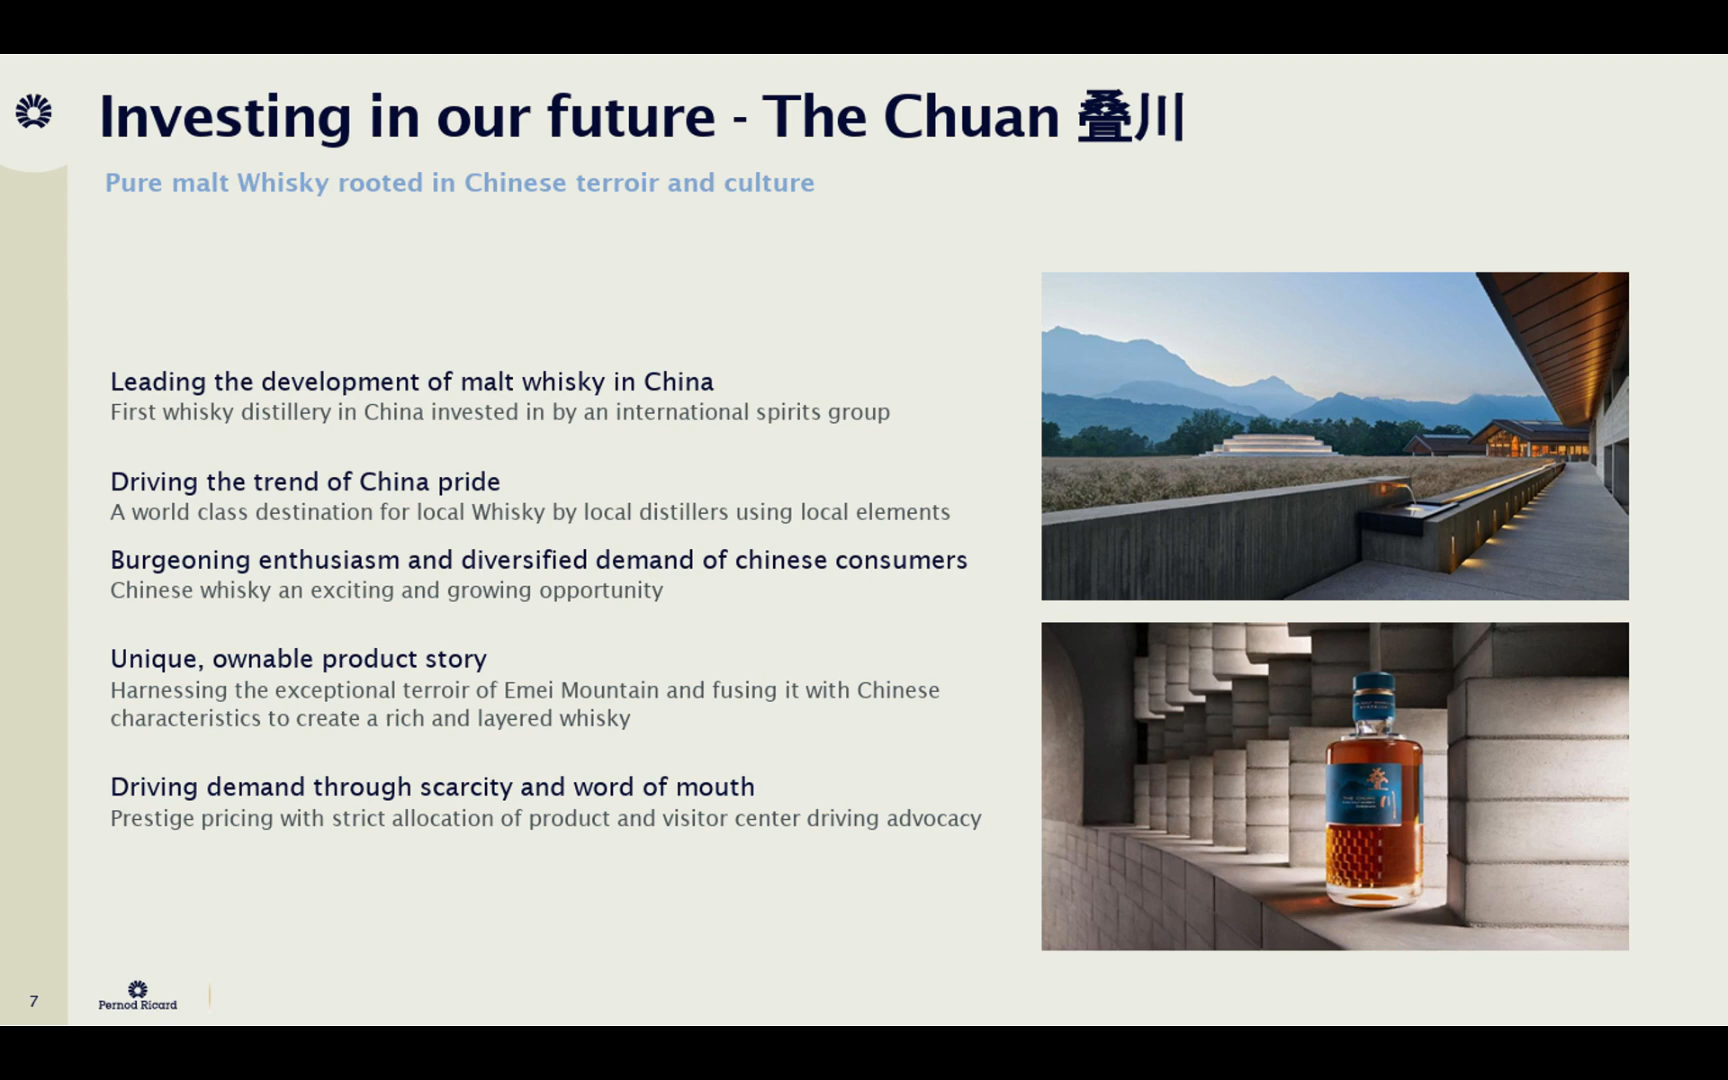 Investing in our future - The Chuan 叠川
Pure malt Whisky rooted in Chinese terroir and culture
Leading the development of malt whisky in China
First whisky distillery in China invested in by an international spirits group
Driving the trend of China pride
A world class destination for local Whisky by local distillers using local elements
Burgeoning enthusiasm and diversified demand of chinese consumers
Chinese whisky an exciting and growing opportunity
Unique, ownable product story
Harnessing the exceptional terroir of Emei Mountain and fusing it with Chinese
characteristics to create a rich and layered whisky
Driving demand through scarcity and word of mouth
Prestige pricing with strict allocation of product and visitor center driving advocacy
叠
川
THE CHUAN
7
Pernod Ricard